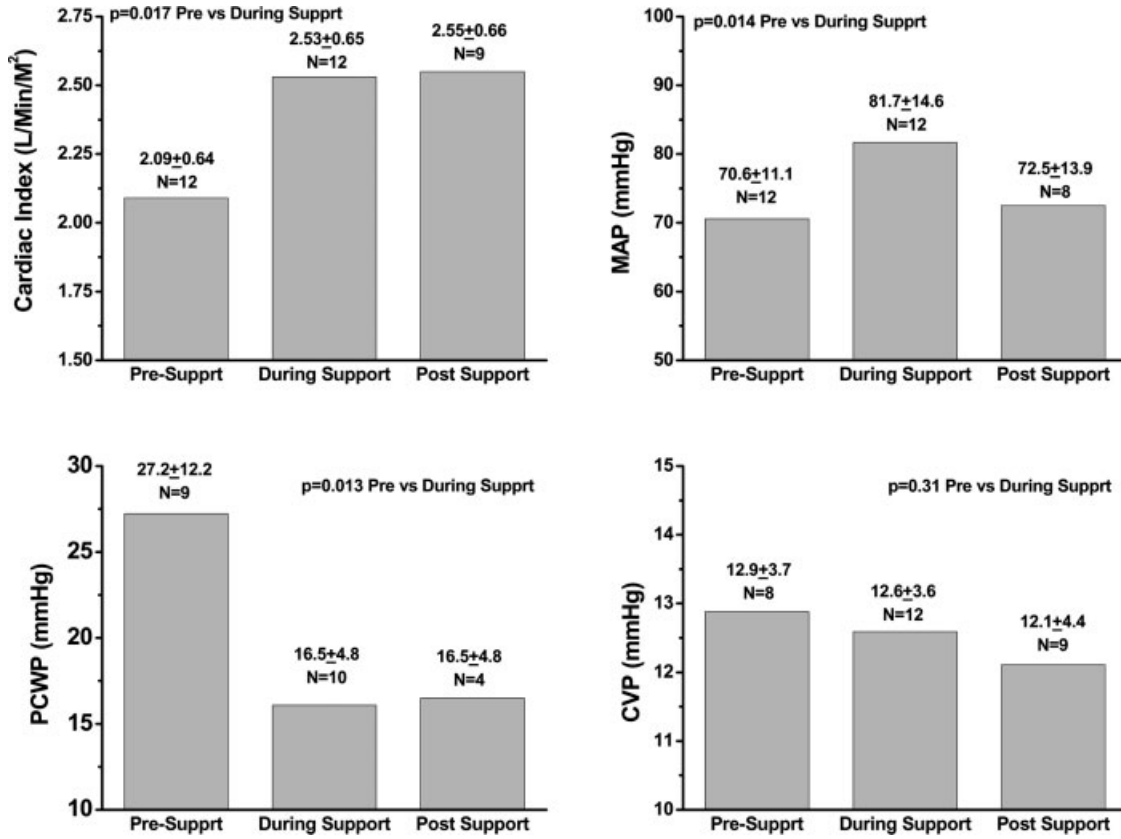 p=0.017 Pre vs During Supprt
Cardiac Index (L/Min/M²)
2.75
2.50
2.25
2.00
1.75
1.50
2.09±0.64
N=12
2.53±0.65
N=12
2.55±0.66
N=9
Pre-Supprt
During Support
Post Support
p=0.014 Pre vs During Supprt
MAP (mmHg)
100
90
80
70
60
50
70.6±11.1
N=12
81.7±14.6
N=12
72.5±13.9
N=8
Pre-Supprt
During Support
Post Support
p=0.013 Pre vs During Supprt
PCWP (mmHg)
30
25
20
15
10
27.2±12.2
N=9
16.5±4.8
N=10
16.5±4.8
N=4
Pre-Supprt
During Support
Post Support
p=0.31 Pre vs During Supprt
CVP (mmHg)
15
14
13
12
11
10
12.9±3.7
N=8
12.6±3.6
N=12
12.1±4.4
N=9
Pre-Supprt
During Support
Post Support